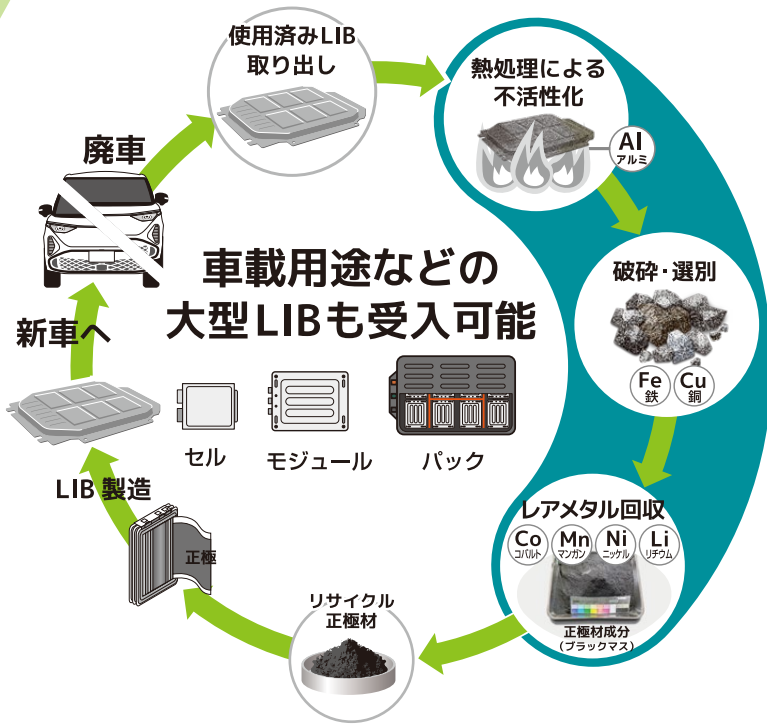 使用済みLIB
取り出し
熱処理による
不活性化
Al
アルミ
廃車
破砕・選別
Fe
鉄
Cu
銅
車載用途などの
大型LIBも受入可能
新車へ
セル
モジュール
パック
LIB 製造
レアメタル回収
Co
コバルト
Mn
マンガン
Ni
ニッケル
Li
リチウム
正極材成分
(ブラックマス)
正極
リサイクル
正極材